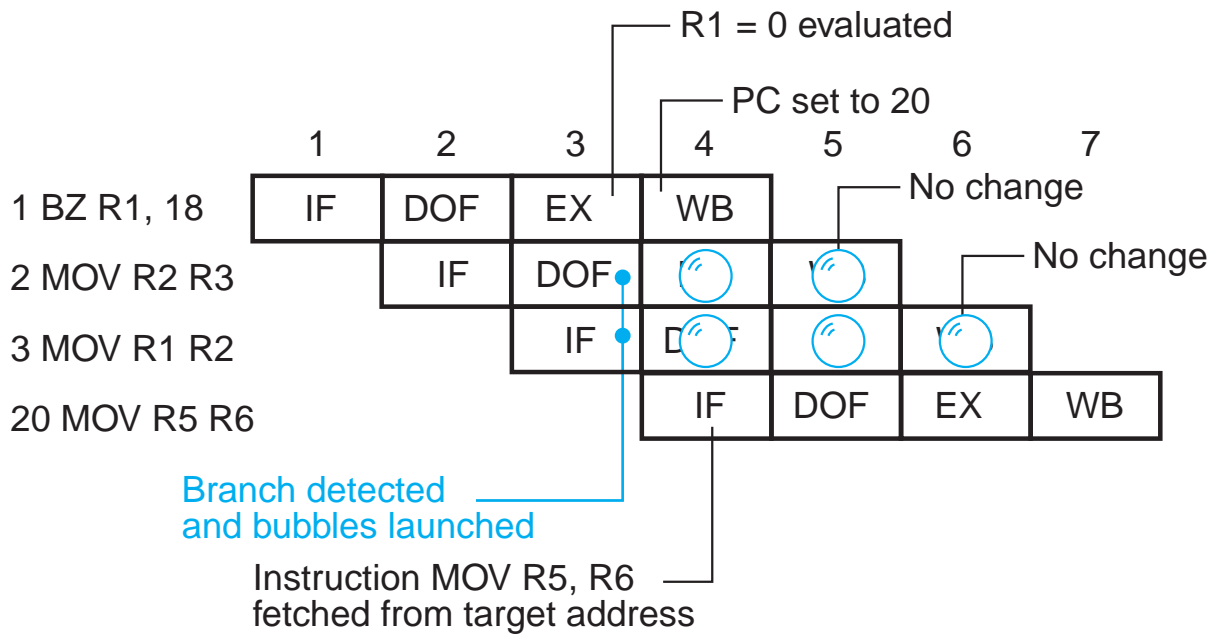 R1 = 0 evaluated
PC set to 20
1 2 3 4 5 6 7
No change
1 BZ R1, 18 IF DOF EX WB
No change
2 MOV R2 R3 IF DOF
3 MOV R1 R2 IF
20 MOV R5 R6 IF DOF EX WB
Branch detected
and bubbles launched
Instruction MOV R5, R6
fetched from target address